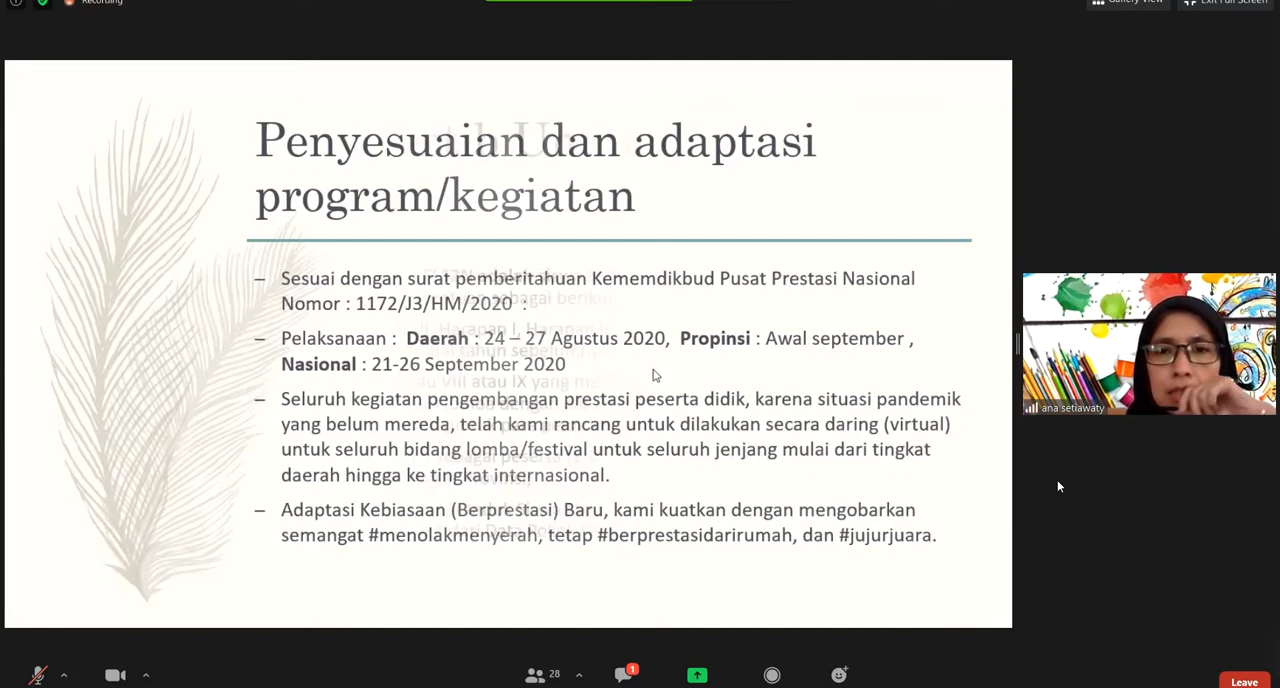 Recording
Gallery View
Exit Full Screen
Penyesuaian dan adaptasi
program/kegiatan
– Sesuai dengan surat pemberitahuan Kememdikbud Pusat Prestasi Nasional
Nomor : 1172/J3/HM/2020 :
– Pelaksanaan : Daerah : 24 – 27 Agustus 2020, Propinsi : Awal september ,
Nasional : 21-26 September 2020
– Seluruh kegiatan pengembangan prestasi peserta didik, karena situasi pandemik
yang belum mereda, telah kami rancang untuk dilakukan secara daring (virtual)
untuk seluruh bidang lomba/festival untuk seluruh jenjang mulai dari tingkat
daerah hingga ke tingkat internasional.
– Adaptasi Kebiasaan (Berprestasi) Baru, kami kuatkan dengan mengobarkan
semangat #menolakmenyerah, tetap #berprestasidarirumah, dan #jujurjuara.
ana setiawaty
28
1
Leave